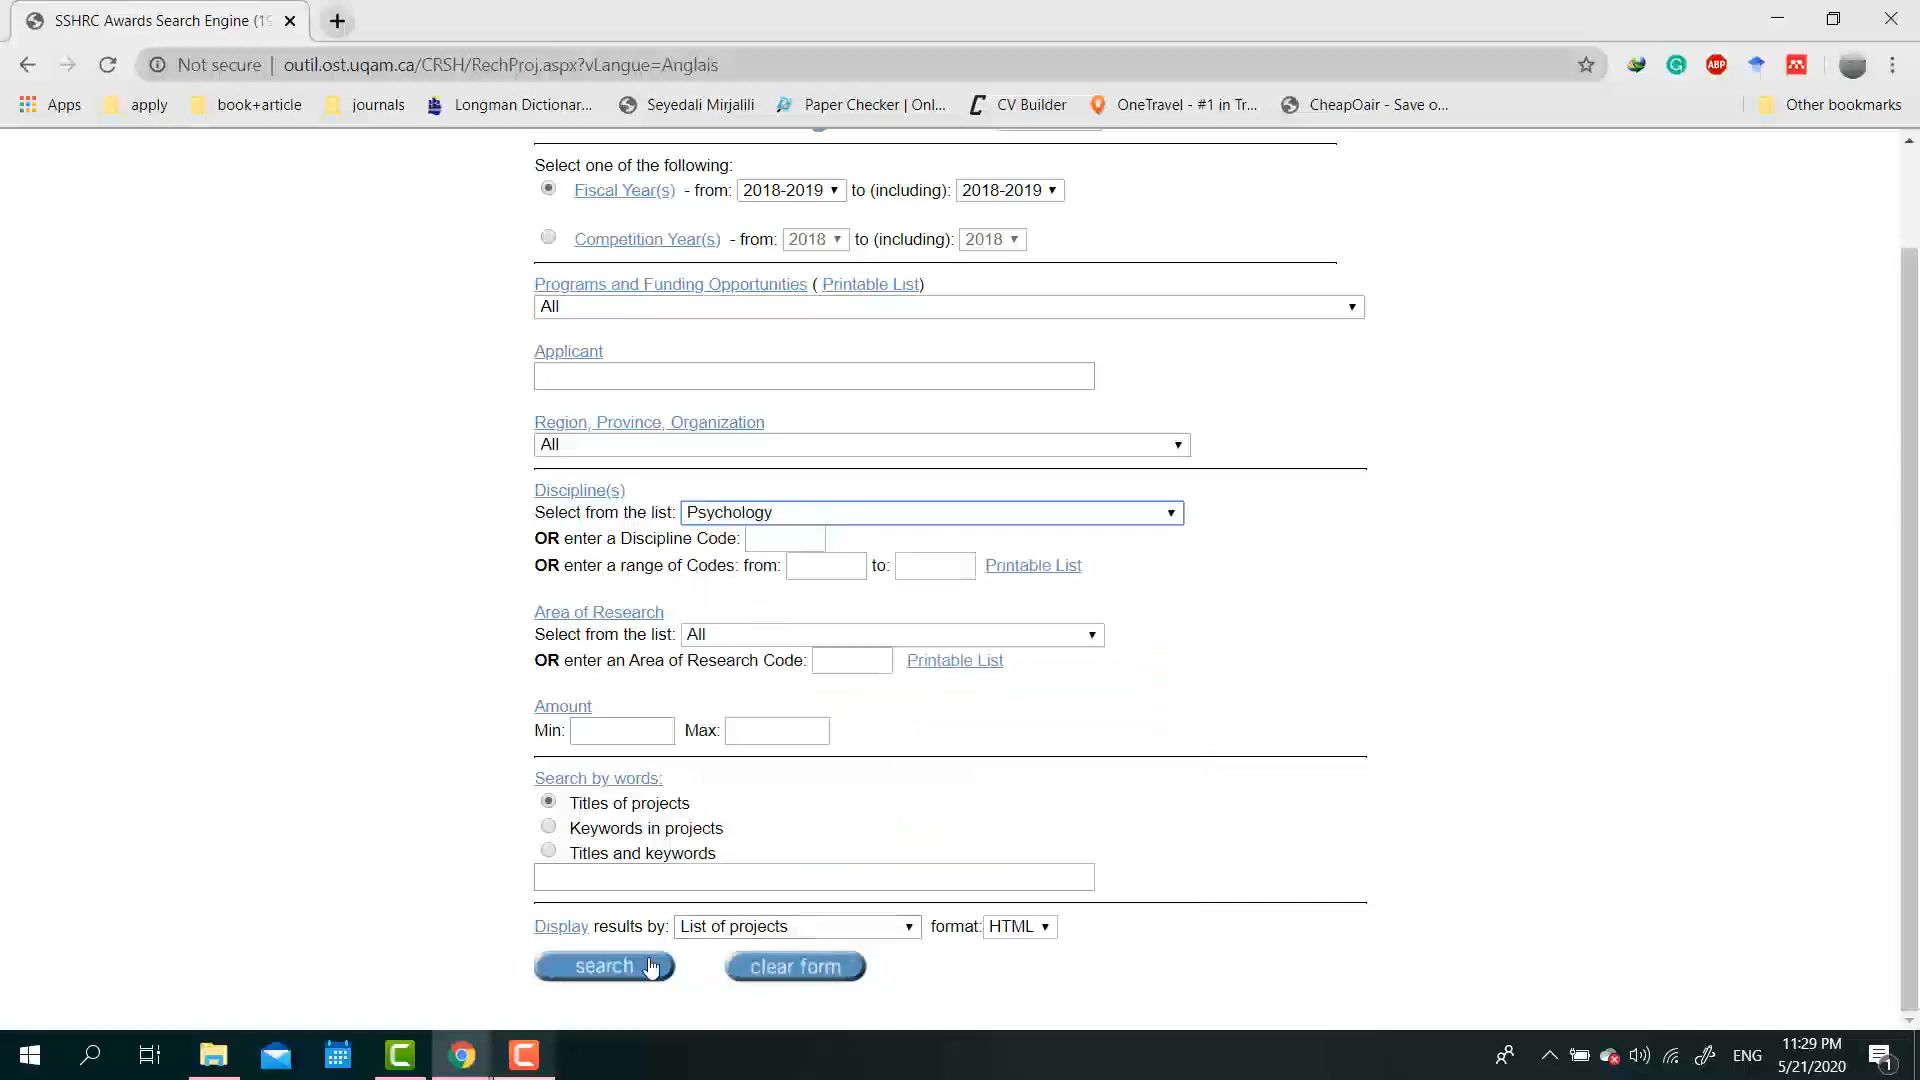 SSHRC Awards Search Engine (19
Not secure | outil.ost.uqam.ca/CRSH/RechProj.aspx?vLangue=Anglais
ABP
Apps apply book+article journals Longman Dictionar... Seyedali Mirjalili Paper Checker | Onl... CV Builder OneTravel - #1 in Tr... CheapOair - Save o... Other bookmarks
Select one of the following:
Fiscal Year(s) - from: 2018-2019 to (including): 2018-2019
Competition Year(s) - from: 2018 to (including): 2018
Programs and Funding Opportunities ( Printable List)
All
Applicant
Region, Province, Organization
All
Discipline(s)
Select from the list: Psychology
OR enter a Discipline Code:
OR enter a range of Codes: from: to: Printable List
Area of Research
Select from the list: All
OR enter an Area of Research Code: Printable List
Amount
Min: Max:
Search by words:
Titles of projects
Keywords in projects
Titles and keywords
Display results by: List of projects format: HTML
search clear form
ENG
11:29 PM
5/21/2020
1